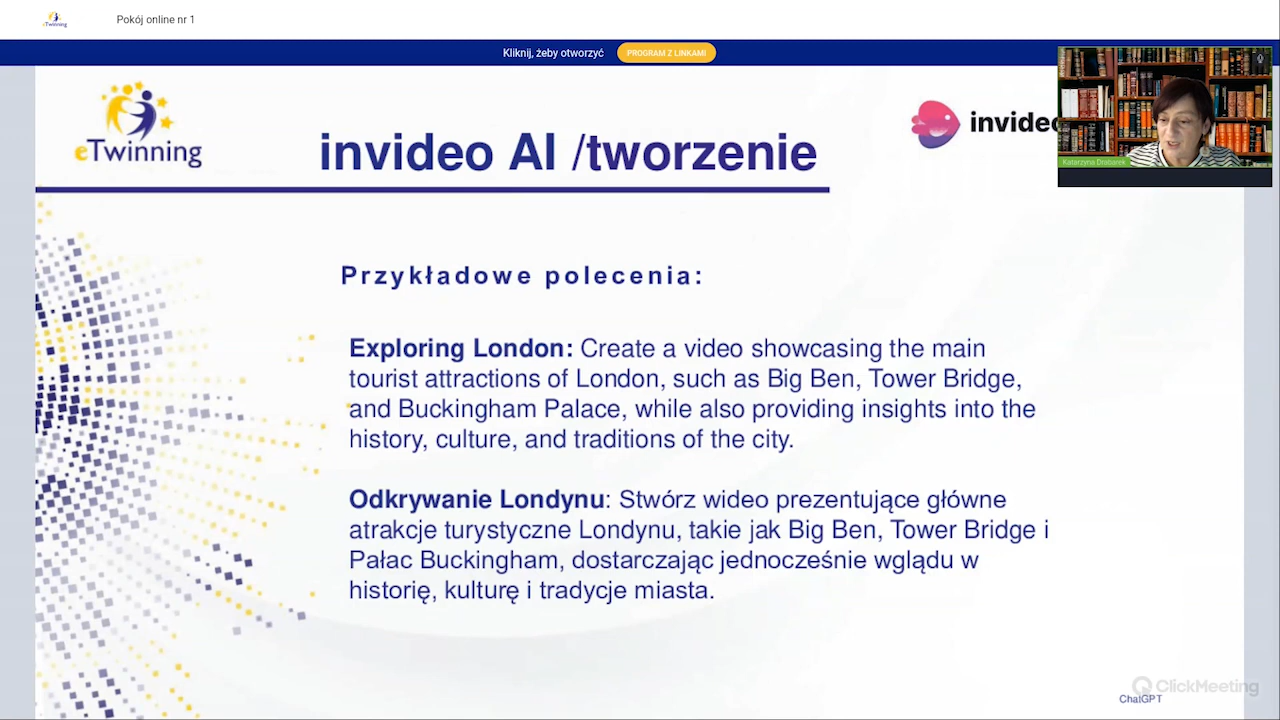 eTwinning
Pokój online nr 1
Kliknij, żeby otworzyć
PROGRAM Z LINKAMI
eTwinning
invideo AI /tworzenie
invideo
Katarzyna Drabarek
Przykładowe polecenia:
Exploring London: Create a video showcasing the main
tourist attractions of London, such as Big Ben, Tower Bridge,
and Buckingham Palace, while also providing insights into the
history, culture, and traditions of the city.
Odkrywanie Londynu: Stwórz wideo prezentujące główne
atrakcje turystyczne Londynu, takie jak Big Ben, Tower Bridge i
Pałac Buckingham, dostarczając jednocześnie wglądu w
historię, kulturę i tradycje miasta.
ClickMeeting
ChatGPT